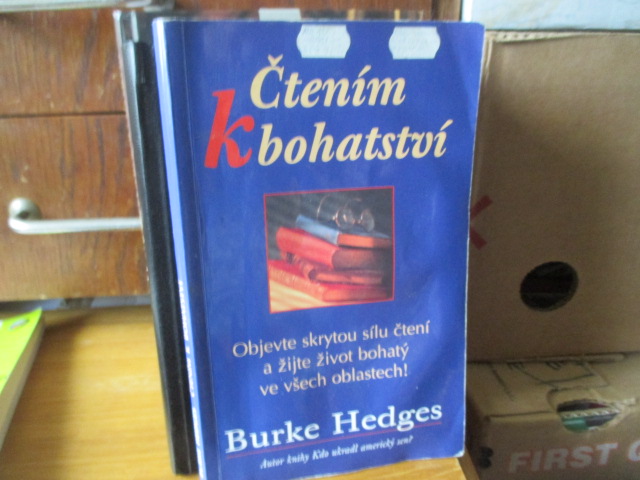 Čtením
k bohatství
Objevte skrytou sílu čtení
a žijte život bohatý
ve všech oblastech!
Burke Hedges
Autor knihy Kdo ukradl americký sen?
FIRST